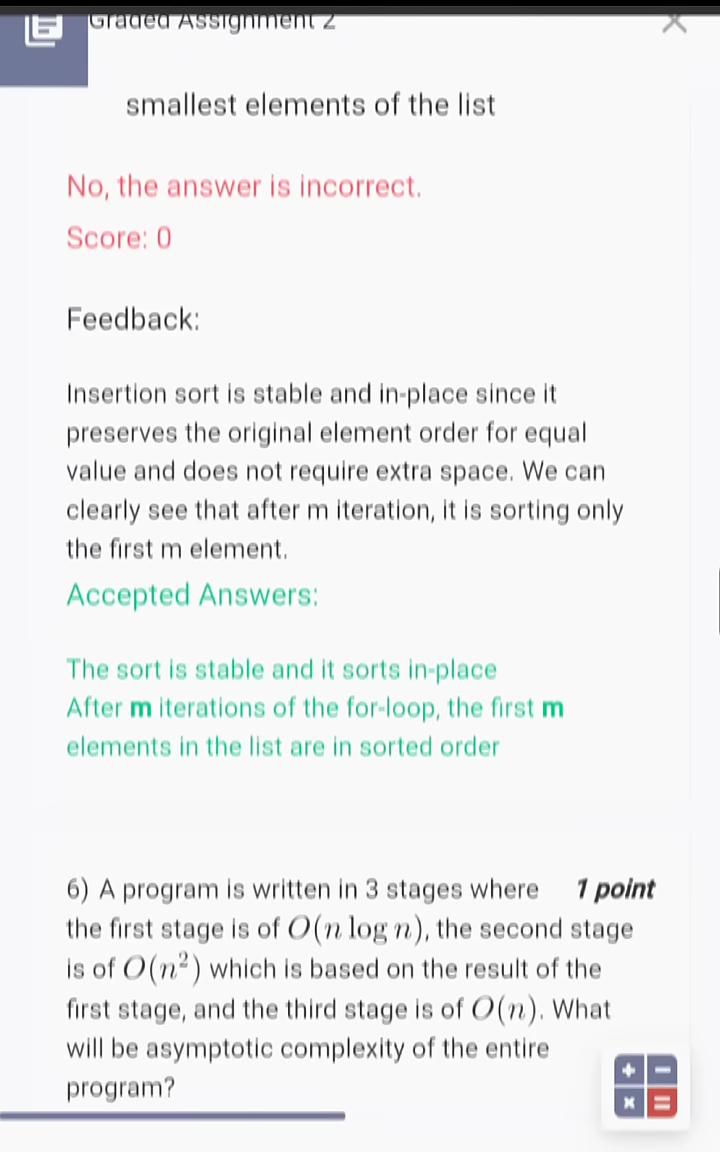 Graded Assignment 2
smallest elements of the list
No, the answer is incorrect.
Score: 0
Feedback:
Insertion sort is stable and in-place since it
preserves the original element order for equal
value and does not require extra space. We can
clearly see that after m iteration, it is sorting only
the first m element.
Accepted Answers:
The sort is stable and it sorts in-place
After m iterations of the for-loop, the first m
elements in the list are in sorted order
6) A program is written in 3 stages where 1 point
the first stage is of O(n log n), the second stage
is of O(n²) which is based on the result of the
first stage, and the third stage is of O(n). What
will be asymptotic complexity of the entire
program?